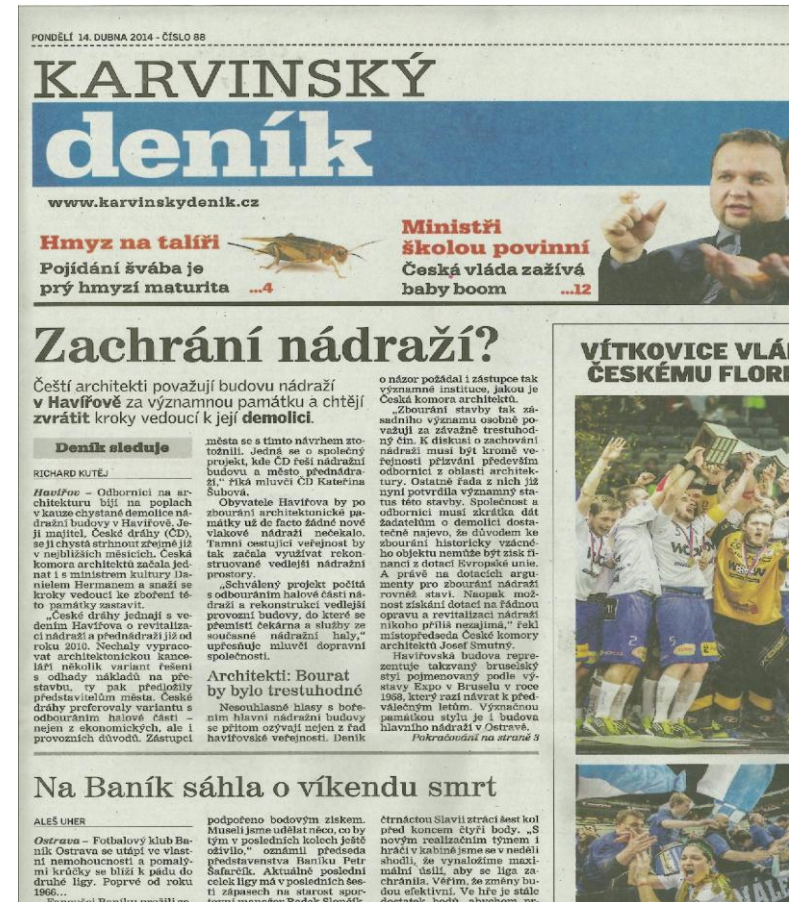 PONDĚLÍ 14. DUBNA 2014 - ČÍSLO 88
KARVINSKÝ
deník
www.karvinskydenik.cz
Hmyz na talíři
Pojídání švába je
prý hmyzí maturita ...4
Ministři
školou povinní
Česká vláda zažívá
baby boom ...12
Zachrání nádraží?
Čeští architekti považují budovu nádraží
v Havířově za významnou památku a chtějí
zvrátit kroky vedoucí k její demolici.
Deník sleduje
RICHARD KUTĚJ
Havířov – Odborníci na ar-
chitekturu bijí na poplach
v kauze chystané demolice ná-
dražní budovy v Havířově. Je-
jí majitel, České dráhy (ČD),
se ji chystá strhnout zřejmě již
v nejbližších měsících. Česká
komora architektů začala jed-
nat i s ministrem kultury Da-
nielem Hermanem a snaží se
kroky vedoucí ke zboření té-
to památky zastavit.
„České dráhy jednají s ve-
dením Havířova o revitaliza-
ci nádraží a přednádraží již od
roku 2010. Nechaly vypraco-
vat architektonickou kance-
láří několik variant řešení
s odhady nákladů na pře-
stavbu, ty pak předložily
představitelům města. České
dráhy preferovaly variantu s
odbouráním halové části –
nejen z ekonomických, ale i
provozních důvodů. Zástupci
města se s tímto návrhem zto-
tožnili. Jedná se o společný
projekt, kde ČD řeší nádražní
budovu a město přednádra-
ží,“ říká mluvčí ČD Kateřina
Šubová.
Obyvatele Havířova by po
zbourání architektonické pa-
mátky už de facto žádné nové
vlakové nádraží nečekalo.
Tamní cestující veřejnost by
tak začala využívat rekon-
struované vedlejší nádražní
prostory.
„Schválený projekt počítá
s odbouráním halové části ná-
draží a rekonstrukcí vedlejší
provozní budovy, do které se
přemístí čekárna a služby ze
současné nádražní haly,“
upřesňuje mluvčí dopravní
společnosti.
Architekti: Bourat
by bylo trestuhodné
Nesouhlasné hlasy s boře-
ním hlavní nádražní budovy
se přitom ozývají nejen z řad
havířovské veřejnosti. Deník
o názor požádal i zástupce tak
významné instituce, jakou je
Česká komora architektů.
„Zbourání stavby tak zá-
sadního významu osobně po-
važuji za závažně trestuhod-
ný čin. K diskusi o zachování
nádraží musí být kromě ve-
řejnosti přizváni především
odborníci z oblasti architek-
tury. Ostatně řada z nich již
nyní potvrdila významný sta-
tus této stavby. Společnost a
odborníci musí zkrátka dát
žadatelům o demolici dosta-
tečně najevo, že důvodem ke
zbourání historicky vzácné-
ho objektu nemůže být zisk fi-
nancí z dotací Evropské unie.
A právě na dotacích argu-
menty pro zbourání nádraží
rovněž staví. Naopak mož-
nost získání dotací na řádnou
opravu a revitalizaci nádraží
nikoho příliš nezajímá,“ řekl
místopředseda České komory
architektů Josef Smutný.
Havířovská budova repre-
zentuje takzvaný bruselský
styl pojmenovaný podle vý-
stavy Expo v Bruselu v roce
1958, který razí návrat k před-
válečným letům. Význačnou
památkou stylu je i budova
hlavního nádraží v Ostravě.
Pokračování na straně 3
VÍTKOVICE VLÁ
ČESKÉMU FLOR
Na Baník sáhla o víkendu smrt
ALEŠ UHER
Ostrava – Fotbalový klub Ba-
ník Ostrava se utápí ve vlast-
ní nemohoucnosti a pomalý-
mi krůčky se blíží k pádu do
druhé ligy. Poprvé od roku
1966...
podpořeno bodovým ziskem.
Museli jsme udělat něco, co by
tým v posledních kolech ještě
oživilo,“ oznámil předseda
představenstva Baníku Petr
Šafarčík. Aktuálně poslední
celek ligy má v posledních šes-
ti zápasech na starost spor-
tovní manažer Radek Slončík.
čtrnáctou Slavii ztrácí šest kol
před koncem čtyři body. „S
novým realizačním týmem i
hráči v kabině jsme se v neděli
shodli, že vynaložíme maxi-
mální úsilí, aby se liga za-
chránila. Věřím, že změny bu-
dou efektivní. Ve hře je stále
dostatek bodů, abychom